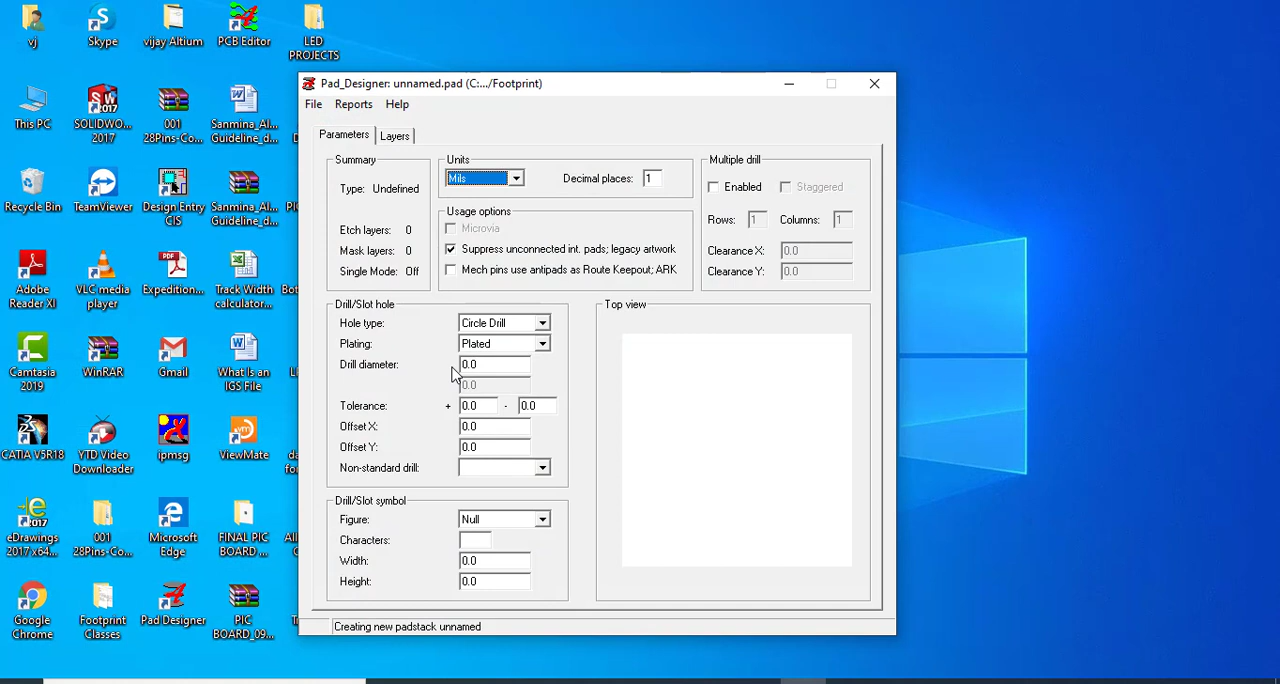 vj
Skype
vijay Altium
PCB Editor
LED
PROJECTS
This PC
SOLIDWO...
2017
001
28Pins-Co...
Sanmina_Al...
Guideline_d...
Recycle Bin
TeamViewer
Design Entry
CIS
Sanmina_Al...
Guideline_d...
Adobe
Reader XI
VLC media
player
Expedition...
Track Width
calculator...
Camtasia
2019
WinRAR
Gmail
What Is an
IGS File
CATIA V5R18
YTD Video
Downloader
ipmsg
ViewMate
eDrawings
2017 x64...
001
28Pins-Co...
Microsoft
Edge
FINAL PIC
BOARD ...
Google
Chrome
Footprint
Classes
Pad Designer
PIC
BOARD_09...
Pad_Designer: unnamed.pad (C:.../Footprint)
File Reports Help
Parameters Layers
Summary
Type: Undefined
Etch layers: 0
Mask layers: 0
Single Mode: Off
Units
Mils
Decimal places: 1
Usage options
Microvia
Suppress unconnected int. pads; legacy artwork
Mech pins use antipads as Route Keepout; ARK
Multiple drill
Enabled Staggered
Rows: 1 Columns: 1
Clearance X: 0.0
Clearance Y: 0.0
Drill/Slot hole
Hole type: Circle Drill
Plating: Plated
Drill diameter: 0.0
0.0
Tolerance: + 0.0 - 0.0
Offset X: 0.0
Offset Y: 0.0
Non-standard drill:
Drill/Slot symbol
Figure: Null
Characters:
Width: 0.0
Height: 0.0
Top view
Creating new padstack unnamed